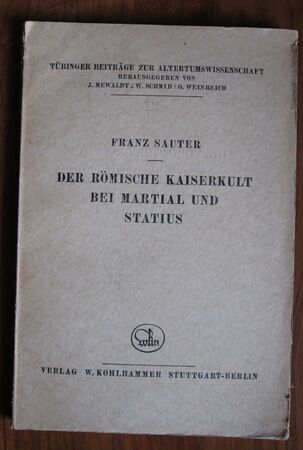 TÜBINGER BEITRÄGE ZUR ALTERTUMSWISSENSCHAFT
HERAUSGEGEBEN VON
J. MEWALDT / W. SCHMID / O. WEINREICH
FRANZ SAUTER
DER RÖMISCHE KAISERKULT
BEI MARTIAL UND
STATIUS
VERLAG W. KOHLHAMMER STUTTGART-BERLIN